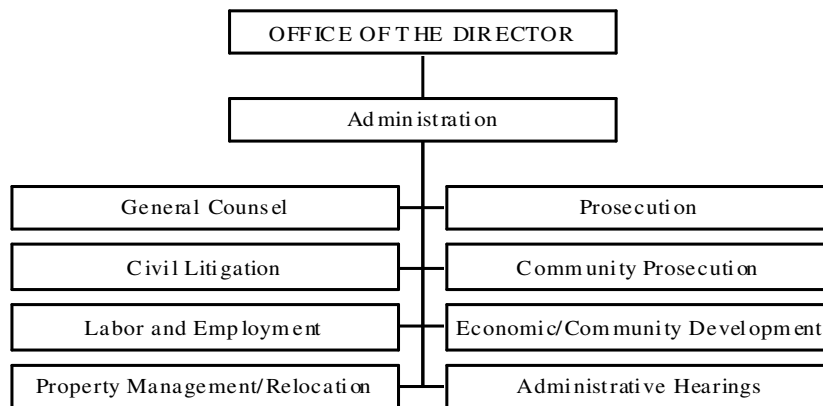 OFFICE OF THE DIRECTOR
Administration
General Counsel
Prosecution
Civil Litigation
Community Prosecution
Labor and Employment
Economic/Community Development
Property Management/Relocation
Administrative Hearings